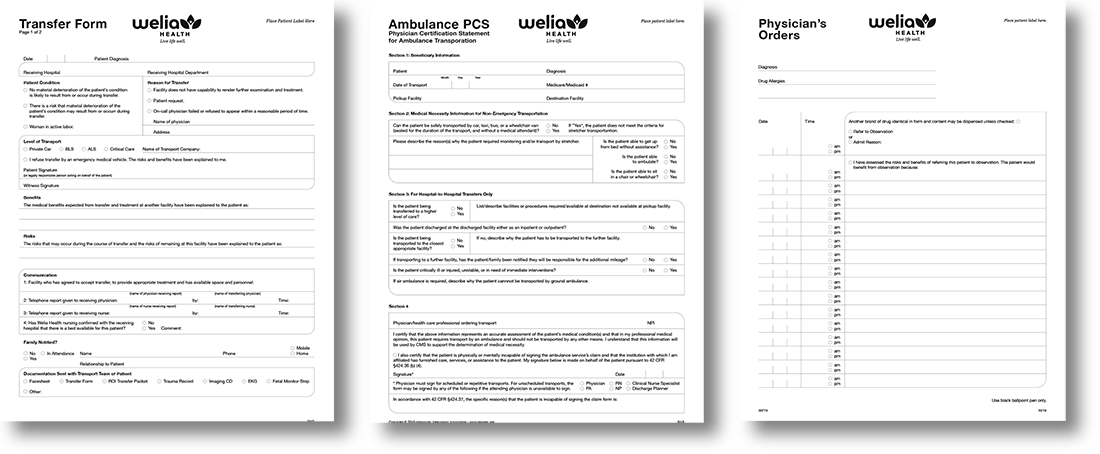 Transfer Form
Page 1 of 2
welia
HEALTH
Live life well.
Place Patient Label Here
Date Patient Diagnosis
Receiving Hospital Receiving Hospital Department
Patient Condition
No material deterioration of the patient's condition
is likely to result from or occur during transfer.
There is a risk that material deterioration of the
patient's condition may result from or occur during
transfer.
Woman in active labor.
Reason for Transfer
Facility does not have capability to render further examination and treatment.
Patient request.
On-call physician failed or refused to appear within a reasonable period of time.
Name of physician
Address
Level of Transport
Private Car BLS ALS Critical Care Name of Transport Company:
I refuse transfer by an emergency medical vehicle. The risks and benefits have been explained to me.
Patient Signature
(or legally responsible person acting on behalf of the patient)
Witness Signature
Benefits
The medical benefits expected from transfer and treatment at another facility have been explained to the patient as:
Risks
The risks that may occur during the course of transfer and the risks of remaining at this facility have been explained to the patient as:
Communication
1: Facility who has agreed to accept transfer, to provide appropriate treatment and has available space and personnel:
(name of physician receiving report) (name of transferring physician)
2: Telephone report given to receiving physician: by: Time:
(name of nurse receiving report) (name of transferring nurse)
3: Telephone report given to receiving nurse: by: Time:
4: Has Welia Health nursing confirmed with the receiving
hospital that there is a bed available for this patient?
No
Yes Comment:
Family Notified?
No In Attendance Name Phone
Yes
Mobile
Home
Relationship to Patient
Documentation Sent with Transport Team or Patient
Facesheet Transfer Form ROI Transfer Packet Trauma Record Imaging CD EKG Fetal Monitor Strip
Other:
Ambulance PCS
Physician Certification Statement
for Ambulance Transporation
welia
HEALTH
Live life well.
Place patient label here.
Section 1: Beneficiary Information
Patient Diagnosis
Month Day Year
Date of Transport Medicare/Medicaid #
Pickup Facility Destination Facility
Section 2: Medical Necessity Information for Non-Emergency Transportation
Can the patient be safely transported by car, taxi, bus, or a wheelchair van
(seated for the duration of the transport, and without a medical attendant)?
No
Yes
If "Yes", the patient does not meet the criteria for
stretcher transportation.
Please describe the reason(s) why the patient required monitoring and/or transport by stretcher.
Is the patient able to get up
from bed without assistance?
No
Yes
Is the patient able
to ambulate?
No
Yes
Is the patient able to sit
in a chair or wheelchair?
No
Yes
Section 3: For Hospital-to-Hospital Transfers Only
Is the patient being
transferred to a higher
level of care?
No
Yes
List/describe facilities or procedures required/available at destination not available at pickup facility.
Was the patient discharged at the discharged facility either as an inpatient or outpatient? No Yes
Is the patient being
transported to the closest
appropriate facility?
No
Yes
If no, describe why the patient has to be transported to the further facility.
If transporting to a further facility, has the patient/family been notified they will be responsible for the additional mileage? No Yes
Is the patient critically ill or injured, unstable, or in need of immediate interventions? No Yes
If air ambulance is required, describe why the patient cannot be transported by ground ambulance.
Section 4
Physician/health care professional ordering transport NPI
I certify that the above information represents an accurate assessment of the patient's medical condition(s) and that in my professional medical
opinion, this patient requires transport by an ambulance and should not be transported by any other means. I understand that this information will
be used by CMS to support the determination of medical necessity.
I also certify that the patient is physically or mentally incapable of signing the ambulance service's claim and that the institution with which I am
affiliated has furnished care, services, or assistance to the patient. My signature below is made on behalf of the patient pursuant to 42 CFR
§424.36 (b) (4).
Signature* Date
* Physician must sign for scheduled or repetitive transports. For unscheduled transports, the
form may be signed by any of the following if the attending physician is unavailable to sign.
Physician RN Clinical Nurse Specialist
PA NP Discharge Planner
In accordance with 42 CFR §424.37, the specific reason(s) that the patient is incapable of signing the claim form is:
Physician's
Orders
welia
HEALTH
Live life well.
Place patient label here.
Diagnosis
Drug Allergies
Date Time
Another brand of drug identical in form and content may be dispensed unless checked:
Refer to Observation
or
Admit Reason:
am
pm
I have assessed the risks and benefits of referring this patient to observation. The patient would
benefit from observation because:
am
pm
am
pm
am
pm
am
pm
am
pm
am
pm
am
pm
am
pm
am
pm
am
pm
am
pm
am
pm
am
pm
am
pm
am
pm
am
pm
Use black ballpoint pen only.